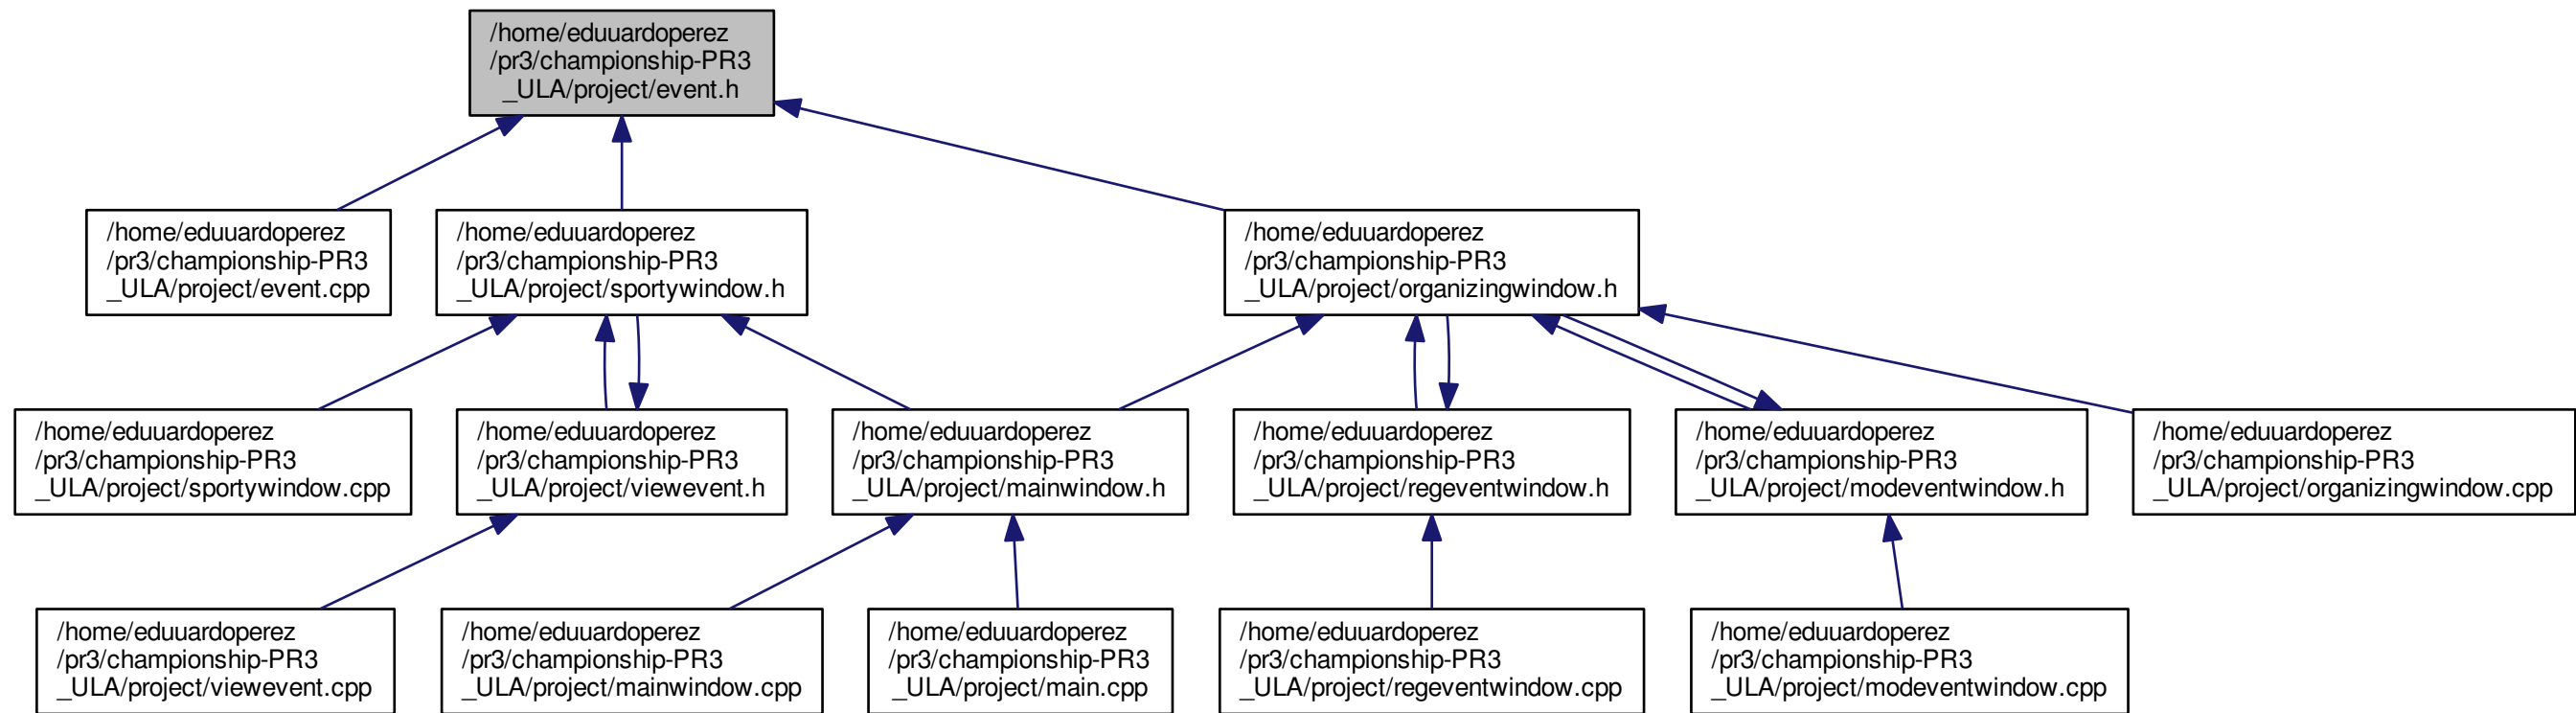 /home/eduuardoperez
/pr3/championship-PR3
_ULA/project/event.h
/home/eduuardoperez
/pr3/championship-PR3
_ULA/project/event.cpp
/home/eduuardoperez
/pr3/championship-PR3
_ULA/project/sportywindow.h
/home/eduuardoperez
/pr3/championship-PR3
_ULA/project/organizingwindow.h
/home/eduuardoperez
/pr3/championship-PR3
_ULA/project/sportywindow.cpp
/home/eduuardoperez
/pr3/championship-PR3
_ULA/project/viewevent.h
/home/eduuardoperez
/pr3/championship-PR3
_ULA/project/mainwindow.h
/home/eduuardoperez
/pr3/championship-PR3
_ULA/project/regeventwindow.h
/home/eduuardoperez
/pr3/championship-PR3
_ULA/project/modeventwindow.h
/home/eduuardoperez
/pr3/championship-PR3
_ULA/project/organizingwindow.cpp
/home/eduuardoperez
/pr3/championship-PR3
_ULA/project/viewevent.cpp
/home/eduuardoperez
/pr3/championship-PR3
_ULA/project/mainwindow.cpp
/home/eduuardoperez
/pr3/championship-PR3
_ULA/project/main.cpp
/home/eduuardoperez
/pr3/championship-PR3
_ULA/project/regeventwindow.cpp
/home/eduuardoperez
/pr3/championship-PR3
_ULA/project/modeventwindow.cpp